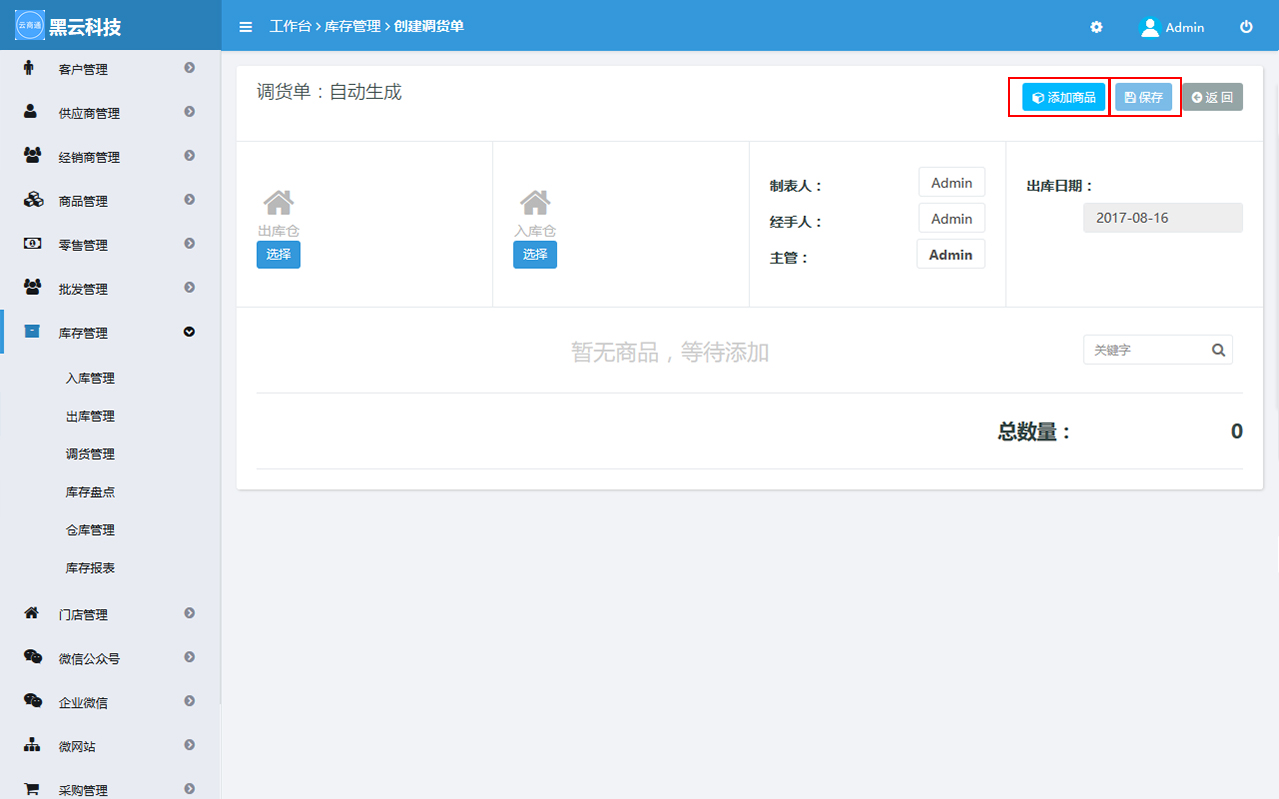 云商通
黑云科技
工作台 › 库存管理 › 创建调货单
Admin
客户管理
供应商管理
经销商管理
商品管理
零售管理
批发管理
库存管理
入库管理
出库管理
调货管理
库存盘点
仓库管理
库存报表
门店管理
微信公众号
企业微信
微网站
采购管理
调货单：自动生成
添加商品
保存
返 回
出库仓
选择
入库仓
选择
制表人： Admin
经手人： Admin
主管： Admin
出库日期：
2017-08-16
暂无商品，等待添加
关键字
总数量： 0